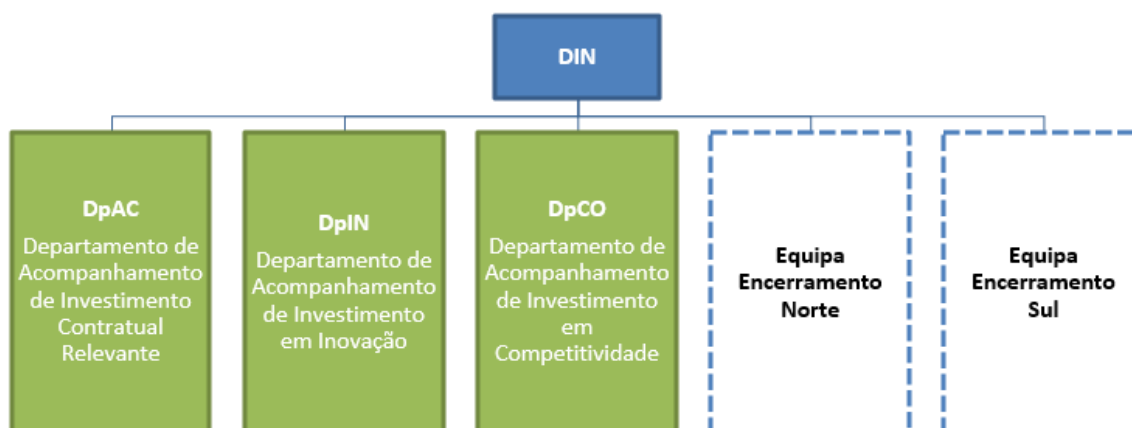 DIN
DpAC
Departamento de
Acompanhamento
de Investimento
Contratual
Relevante
DpIN
Departamento de
Acompanhamento
de Investimento
em Inovação
DpCO
Departamento de
Acompanhamento
de Investimento
em
Competitividade
Equipa
Encerramento
Norte
Equipa
Encerramento
Sul